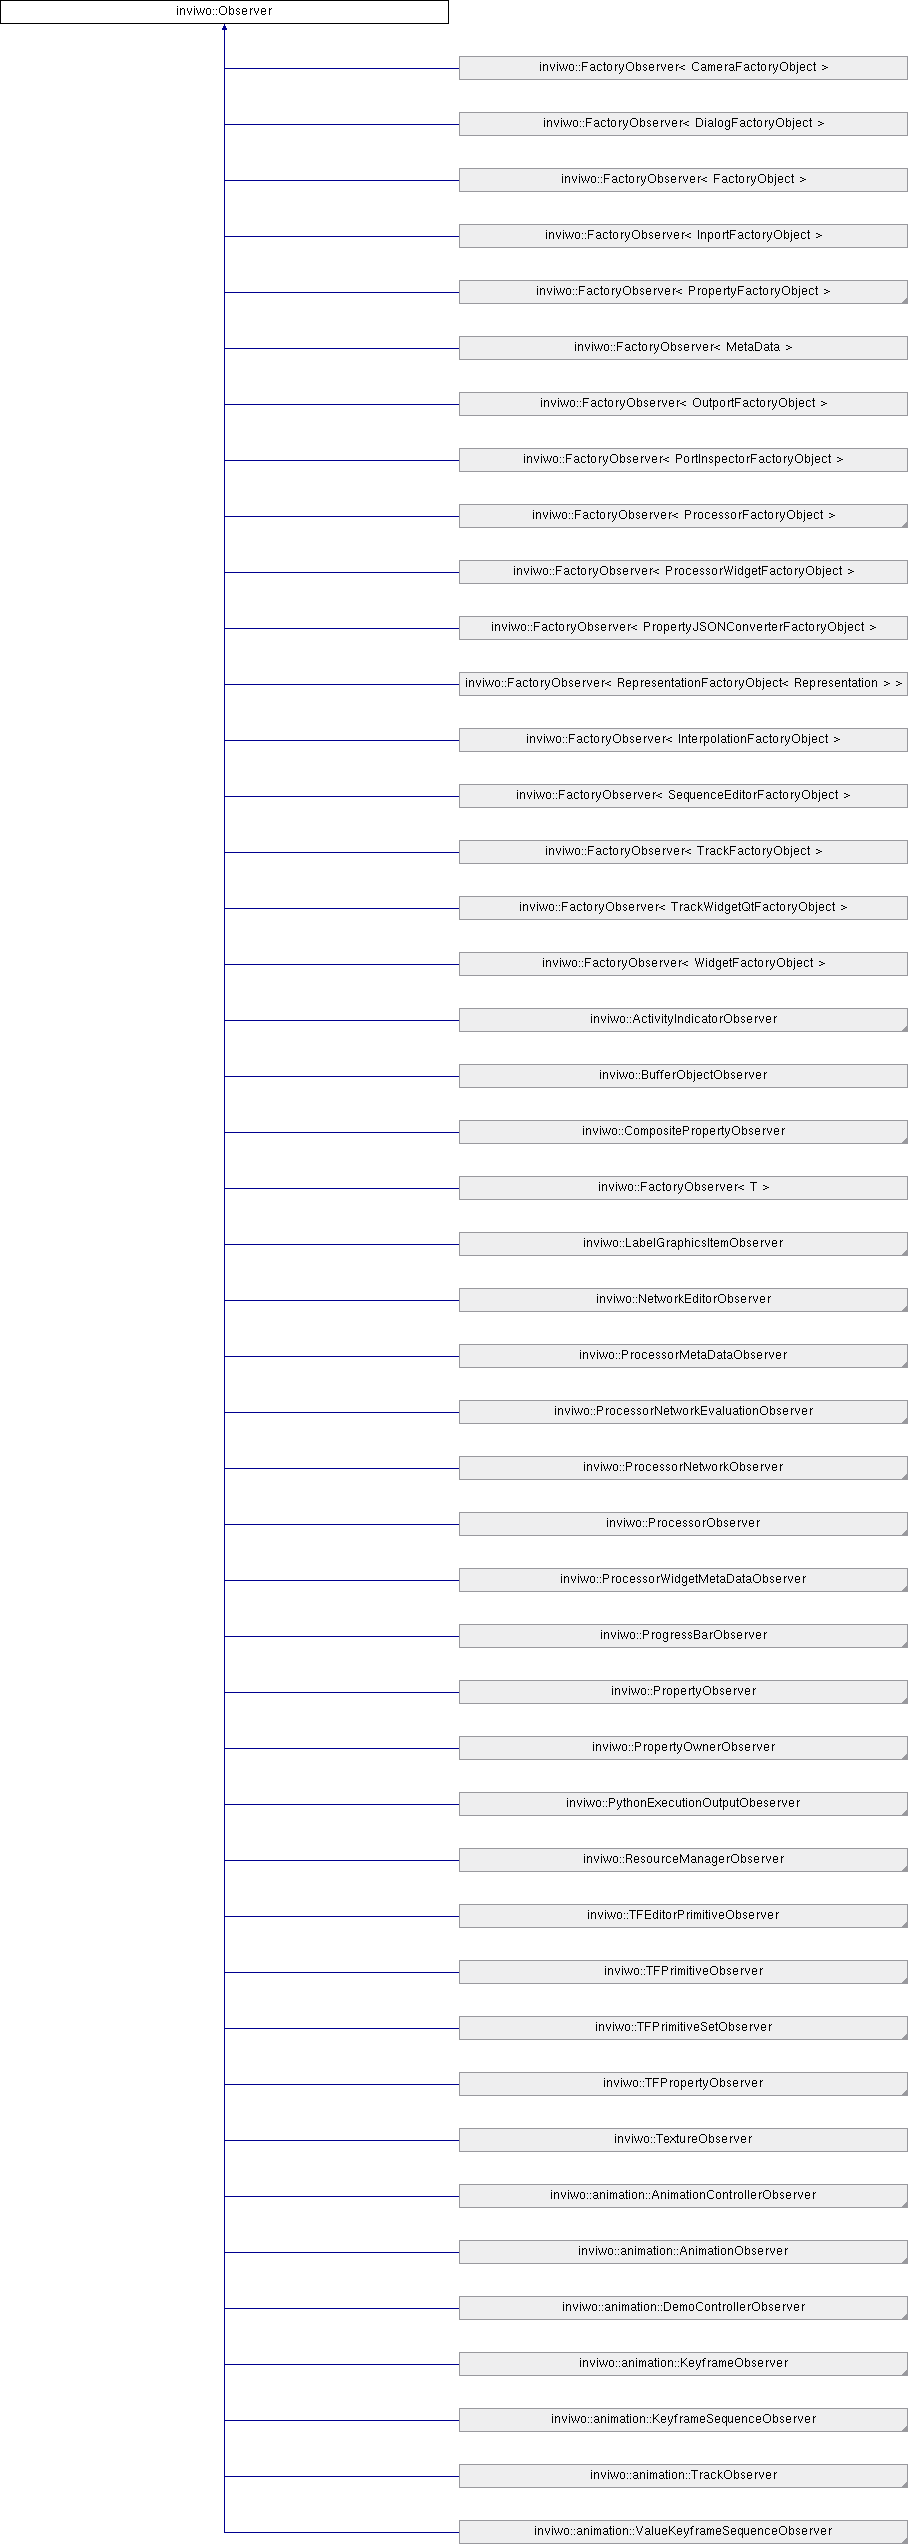 inviwo::Observer
inviwo::FactoryObserver< CameraFactoryObject >
inviwo::FactoryObserver< DialogFactoryObject >
inviwo::FactoryObserver< FactoryObject >
inviwo::FactoryObserver< InportFactoryObject >
inviwo::FactoryObserver< PropertyFactoryObject >
inviwo::FactoryObserver< MetaData >
inviwo::FactoryObserver< OutportFactoryObject >
inviwo::FactoryObserver< PortInspectorFactoryObject >
inviwo::FactoryObserver< ProcessorFactoryObject >
inviwo::FactoryObserver< ProcessorWidgetFactoryObject >
inviwo::FactoryObserver< PropertyJSONConverterFactoryObject >
inviwo::FactoryObserver< RepresentationFactoryObject< Representation > >
inviwo::FactoryObserver< InterpolationFactoryObject >
inviwo::FactoryObserver< SequenceEditorFactoryObject >
inviwo::FactoryObserver< TrackFactoryObject >
inviwo::FactoryObserver< TrackWidgetQtFactoryObject >
inviwo::FactoryObserver< WidgetFactoryObject >
inviwo::ActivityIndicatorObserver
inviwo::BufferObjectObserver
inviwo::CompositePropertyObserver
inviwo::FactoryObserver< T >
inviwo::LabelGraphicsItemObserver
inviwo::NetworkEditorObserver
inviwo::ProcessorMetaDataObserver
inviwo::ProcessorNetworkEvaluationObserver
inviwo::ProcessorNetworkObserver
inviwo::ProcessorObserver
inviwo::ProcessorWidgetMetaDataObserver
inviwo::ProgressBarObserver
inviwo::PropertyObserver
inviwo::PropertyOwnerObserver
inviwo::PythonExecutionOutputObeserver
inviwo::ResourceManagerObserver
inviwo::TFEditorPrimitiveObserver
inviwo::TFPrimitiveObserver
inviwo::TFPrimitiveSetObserver
inviwo::TFPropertyObserver
inviwo::TextureObserver
inviwo::animation::AnimationControllerObserver
inviwo::animation::AnimationObserver
inviwo::animation::DemoControllerObserver
inviwo::animation::KeyframeObserver
inviwo::animation::KeyframeSequenceObserver
inviwo::animation::TrackObserver
inviwo::animation::ValueKeyframeSequenceObserver